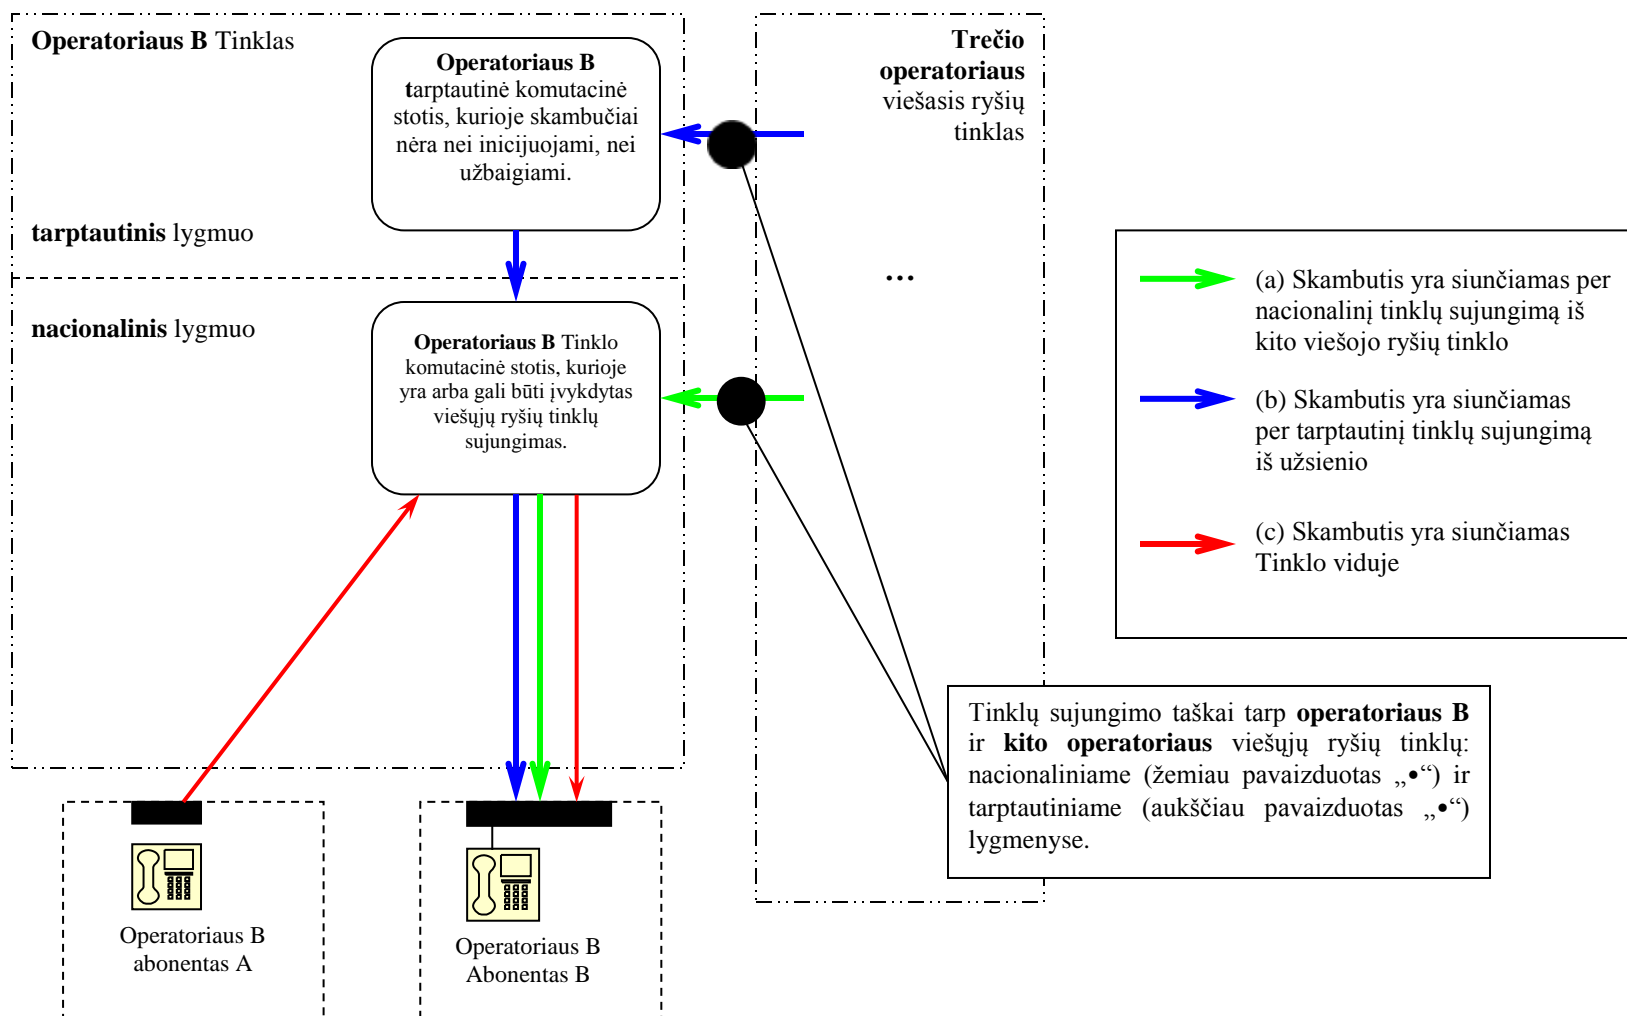 Operatoriaus B Tinklas
Operatoriaus B
tarptautinė komutacinė
stotis, kurioje skambučiai
nėra nei inicijuojami, nei
užbaigiami.
Trečio
operatoriaus
viešasis ryšių
tinklas
tarptautinis lygmuo
...
nacionalinis lygmuo
Operatoriaus B Tinklo
komutacinė stotis, kurioje
yra arba gali būti įvykdytas
viešųjų ryšių tinklų
sujungimas.
(a) Skambutis yra siunčiamas per
nacionalinį tinklų sujungimą iš
kito viešojo ryšių tinklo
(b) Skambutis yra siunčiamas
per tarptautinį tinklų sujungimą
iš užsienio
(c) Skambutis yra siunčiamas
Tinklo viduje
Tinklų sujungimo taškai tarp operatoriaus B
ir kito operatoriaus viešųjų ryšių tinklų:
nacionaliniame (žemiau pavaizduotas „•“) ir
tarptautiniame (aukščiau pavaizduotas „•“)
lygmenyse.
Operatoriaus B
abonentas A
Operatoriaus B
Abonentas B